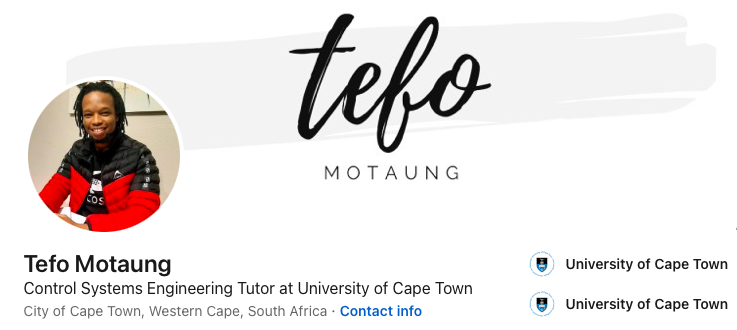 tefo
MOTAUNG
COS
Tefo Motaung
Control Systems Engineering Tutor at University of Cape Town
City of Cape Town, Western Cape, South Africa · Contact info
University of Cape Town
University of Cape Town